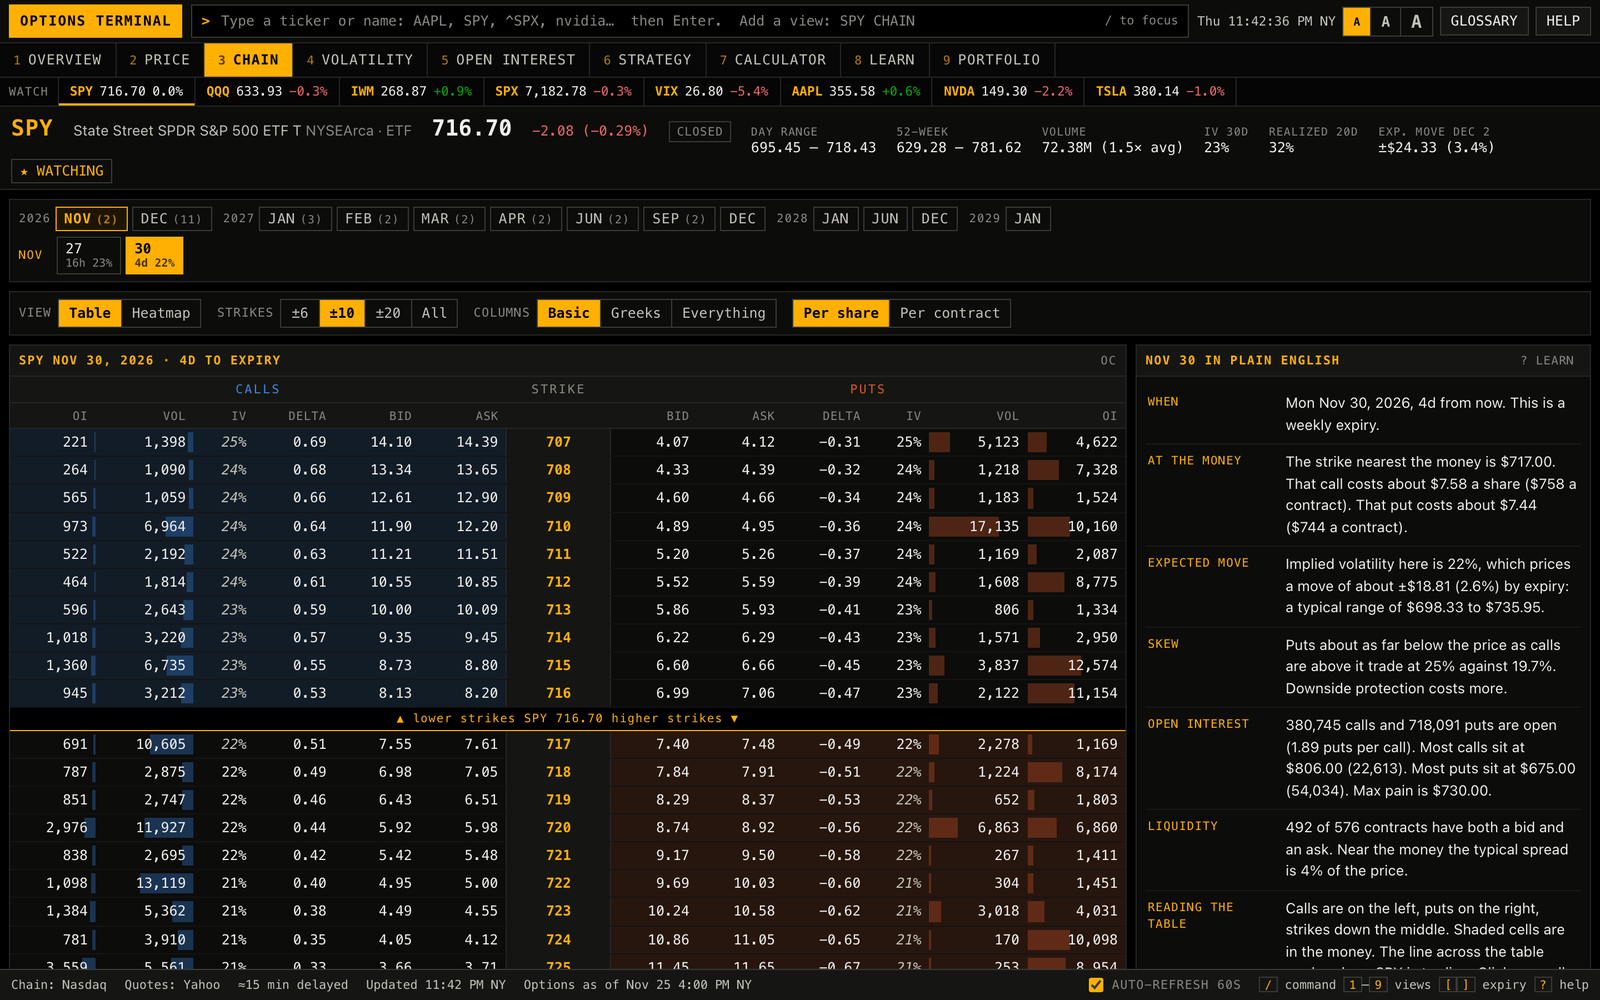 OPTIONS TERMINAL > Type a ticker or name: AAPL, SPY, ^SPX, nvidia… then Enter. Add a view: SPY CHAIN / to focus Thu 11:42:36 PM NY A A A GLOSSARY HELP
1 OVERVIEW 2 PRICE 3 CHAIN 4 VOLATILITY 5 OPEN INTEREST 6 STRATEGY 7 CALCULATOR 8 LEARN 9 PORTFOLIO
WATCH SPY 716.70 0.0% QQQ 633.93 −0.3% IWM 268.87 +0.9% SPX 7,182.78 −0.3% VIX 26.80 −5.4% AAPL 355.58 +0.6% NVDA 149.30 −2.2% TSLA 380.14 −1.0%
SPY State Street SPDR S&P 500 ETF T NYSEArca · ETF 716.70 −2.08 (−0.29%) CLOSED
DAY RANGE 52-WEEK VOLUME IV 30D REALIZED 20D EXP. MOVE DEC 2
695.45 – 718.43 629.28 – 781.62 72.38M (1.5× avg) 23% 32% ±$24.33 (3.4%)
★ WATCHING
2026 NOV (2) DEC (11) 2027 JAN (3) FEB (2) MAR (2) APR (2) JUN (2) SEP (2) DEC 2028 JAN JUN DEC 2029 JAN
NOV 27 30
16h 23% 4d 22%
VIEW Table Heatmap STRIKES ±6 ±10 ±20 All COLUMNS Basic Greeks Everything Per share Per contract
SPY NOV 30, 2026 · 4D TO EXPIRY OC
CALLS STRIKE PUTS
OI VOL IV DELTA BID ASK BID ASK DELTA IV VOL OI
221 1,398 25% 0.69 14.10 14.39 707 4.07 4.12 −0.31 25% 5,123 4,622
264 1,090 24% 0.68 13.34 13.65 708 4.33 4.39 −0.32 24% 1,218 7,328
565 1,059 24% 0.66 12.61 12.90 709 4.60 4.66 −0.34 24% 1,183 1,524
973 6,964 24% 0.64 11.90 12.20 710 4.89 4.95 −0.36 24% 17,135 10,160
522 2,192 24% 0.63 11.21 11.51 711 5.20 5.26 −0.37 24% 1,169 2,087
464 1,814 24% 0.61 10.55 10.85 712 5.52 5.59 −0.39 24% 1,608 8,775
596 2,643 23% 0.59 10.00 10.09 713 5.86 5.93 −0.41 23% 806 1,334
1,018 3,220 23% 0.57 9.35 9.45 714 6.22 6.29 −0.43 23% 1,571 2,950
1,360 6,735 23% 0.55 8.73 8.80 715 6.60 6.66 −0.45 23% 3,837 12,574
945 3,212 23% 0.53 8.13 8.20 716 6.99 7.06 −0.47 23% 2,122 11,154
▲ lower strikes SPY 716.70 higher strikes ▼
691 10,605 22% 0.51 7.55 7.61 717 7.40 7.48 −0.49 22% 2,278 1,169
787 2,875 22% 0.49 6.98 7.05 718 7.84 7.91 −0.51 22% 1,224 8,174
851 2,747 22% 0.46 6.43 6.51 719 8.29 8.37 −0.53 22% 652 1,803
2,976 11,927 22% 0.44 5.92 5.98 720 8.74 8.92 −0.56 22% 6,863 6,860
838 2,695 22% 0.42 5.42 5.48 721 9.17 9.50 −0.58 22% 267 1,411
1,098 13,119 21% 0.40 4.95 5.00 722 9.69 10.03 −0.60 21% 304 1,451
1,384 5,362 21% 0.38 4.49 4.55 723 10.24 10.58 −0.62 21% 3,018 4,031
781 3,910 21% 0.35 4.05 4.12 724 10.86 11.05 −0.65 21% 170 10,098
3,559 5,561 21% 0.33 3.66 3.71 725 11.45 11.65 −0.67 21% 253 8,954
NOV 30 IN PLAIN ENGLISH ? LEARN
WHEN Mon Nov 30, 2026, 4d from now. This is a
weekly expiry.
AT THE MONEY The strike nearest the money is $717.00.
That call costs about $7.58 a share ($758 a
contract). That put costs about $7.44
($744 a contract).
EXPECTED MOVE Implied volatility here is 22%, which prices
a move of about ±$18.81 (2.6%) by expiry:
a typical range of $698.33 to $735.95.
SKEW Puts about as far below the price as calls
are above it trade at 25% against 19.7%.
Downside protection costs more.
OPEN INTEREST 380,745 calls and 718,091 puts are open
(1.89 puts per call). Most calls sit at
$806.00 (22,613). Most puts sit at $675.00
(54,034). Max pain is $730.00.
LIQUIDITY 492 of 576 contracts have both a bid and
an ask. Near the money the typical spread
is 4% of the price.
READING THE TABLE Calls are on the left, puts on the right,
strikes down the middle. Shaded cells are
in the money. The line across the table
Chain: Nasdaq Quotes: Yahoo ≈15 min delayed Updated 11:42 PM NY Options as of Nov 25 4:00 PM NY AUTO-REFRESH 60S / command 1–9 views [ ] expiry ? help